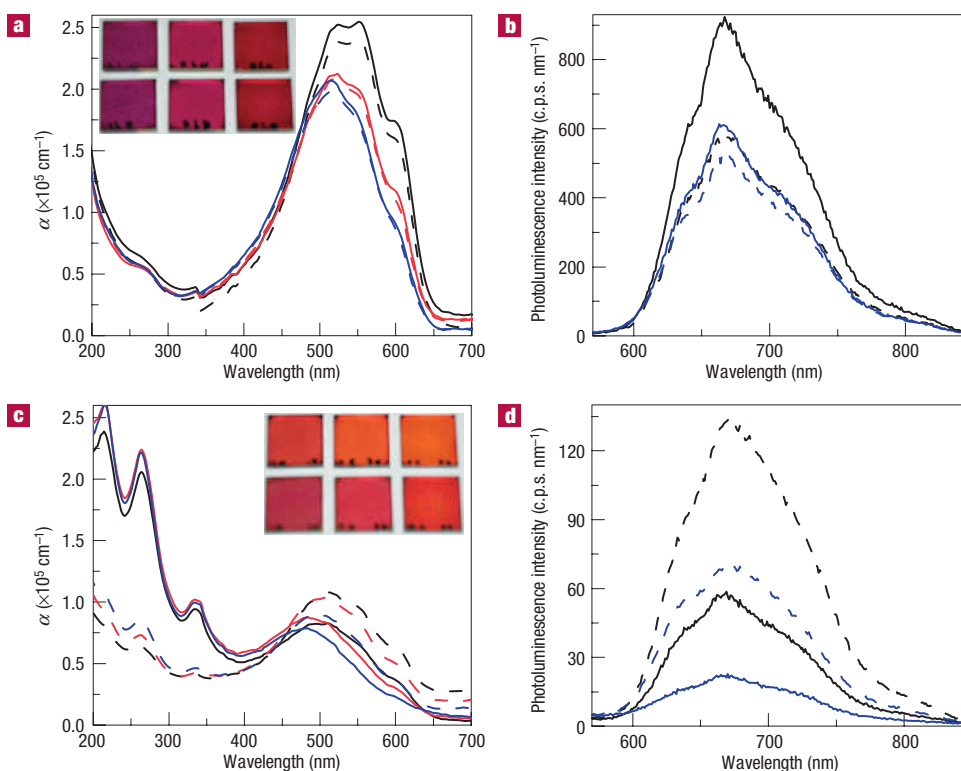 a
2.5
2.0
1.5
1.0
0.5
0.0
α (×10⁵ cm⁻¹)
200 300 400 500 600 700
Wavelength (nm)
b
800
600
400
200
0
Photoluminescence intensity (c.p.s. nm⁻¹)
600 700 800
Wavelength (nm)
c
2.5
2.0
1.5
1.0
0.5
0.0
α (×10⁵ cm⁻¹)
200 300 400 500 600 700
Wavelength (nm)
d
120
90
60
30
0
Photoluminescence intensity (c.p.s. nm⁻¹)
600 700 800
Wavelength (nm)